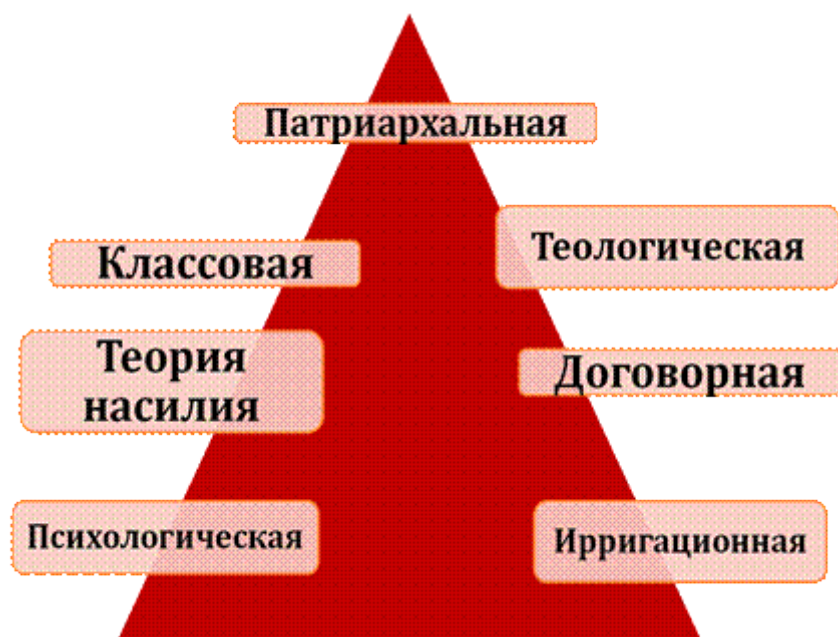 Патриархальная
Классовая
Теологическая
Теория
насилия
Договорная
Психологическая
Ирригационная